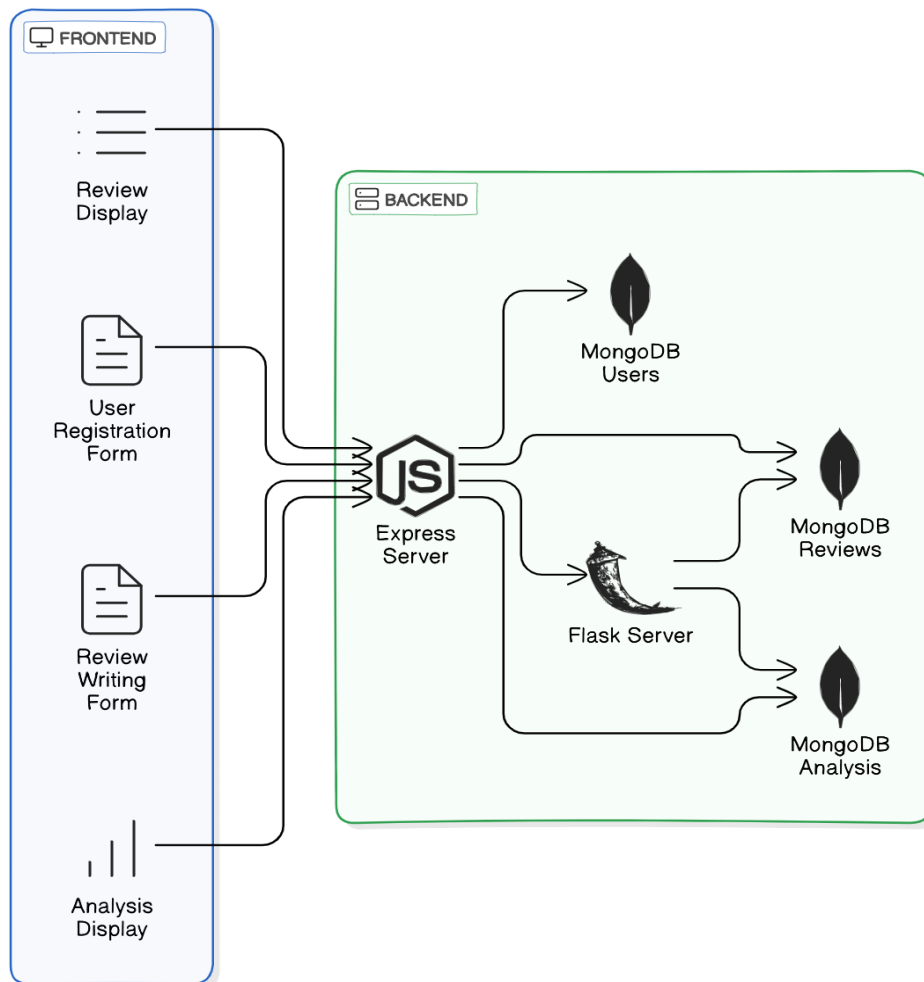 FRONTEND
Review
Display
User
Registration
Form
Review
Writing
Form
Analysis
Display
BACKEND
JS
Express
Server
MongoDB
Users
MongoDB
Reviews
Flask Server
MongoDB
Analysis